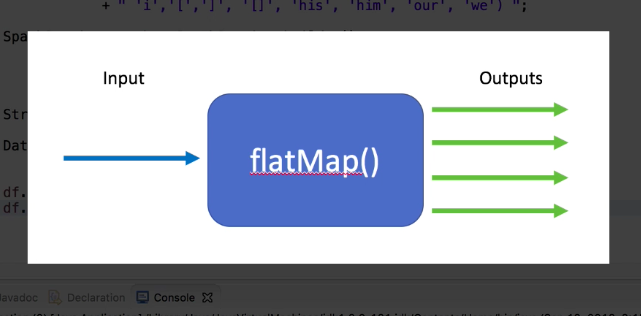 + " 'i','[',']', '[]', 'his', 'him', 'our', 'we') ";
Spa
Input
Outputs
Str
flatMap()
Dat
df.
df.
Javadoc Declaration Console